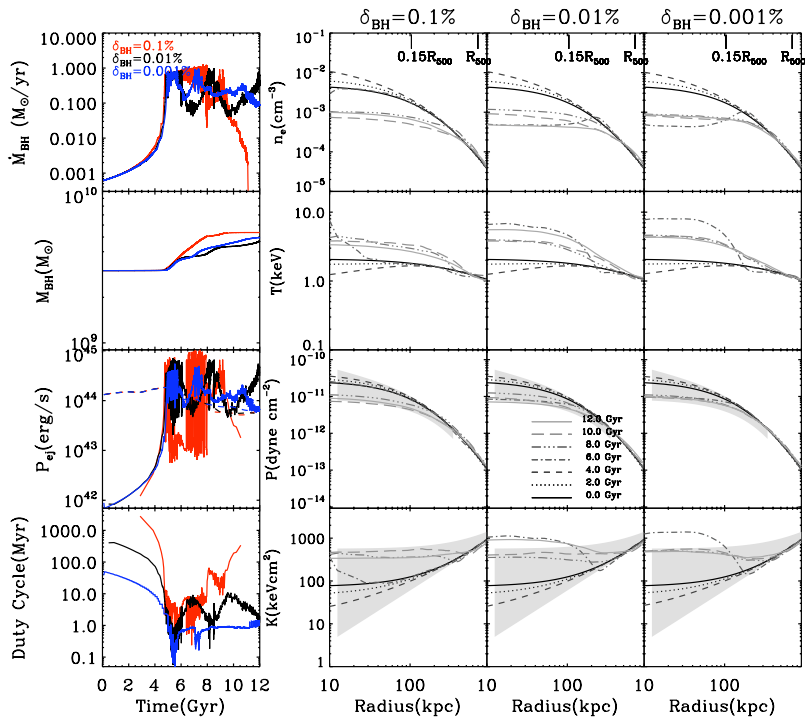 δBH=0.1%
δBH=0.01%
δBH=0.001%
0.15R500
R500
0.15R500
R500
0.15R500
R500
δBH=0.1%
δBH=0.01%
δBH=0.001%
10.000
1.000
0.100
0.010
0.001
ṀBH (M⊙/yr)
10^0
10^-1
10^-2
10^-3
10^-4
10^-5
ne(cm^-3)
10^10
10^9
MBH(M⊙)
10.0
1.0
0.1
T(keV)
10^45
10^44
10^43
10^42
Pej(erg/s)
10^-10
10^-11
10^-12
10^-13
10^-14
P(dyne cm^-2)
12.0 Gyr
10.0 Gyr
8.0 Gyr
6.0 Gyr
4.0 Gyr
2.0 Gyr
0.0 Gyr
1000.0
100.0
10.0
1.0
0.1
Duty Cycle(Myr)
1000
100
10
1
K(keVcm^2)
0 2 4 6 8 10 12
Time(Gyr)
100
Radius(kpc)
10 100
Radius(kpc)
10 100
Radius(kpc)